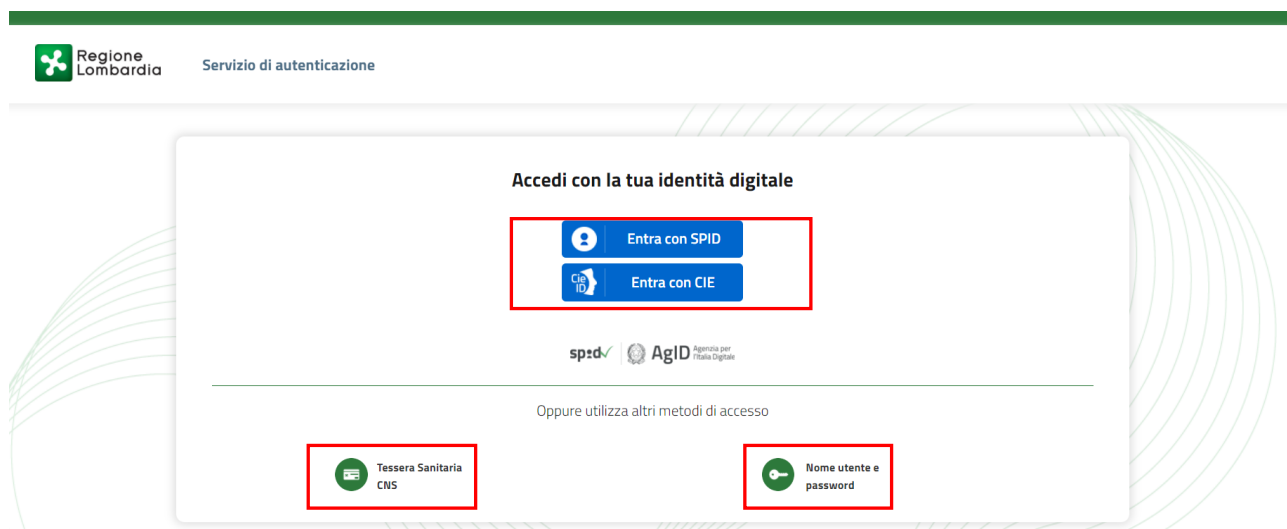 Regione
Lombardia
Servizio di autenticazione
Accedi con la tua identità digitale
Entra con SPID
Cie
ID
Entra con CIE
spid
AgID
Agenzia per
l'Italia Digitale
Oppure utilizza altri metodi di accesso
Tessera Sanitaria
CNS
Nome utente e
password